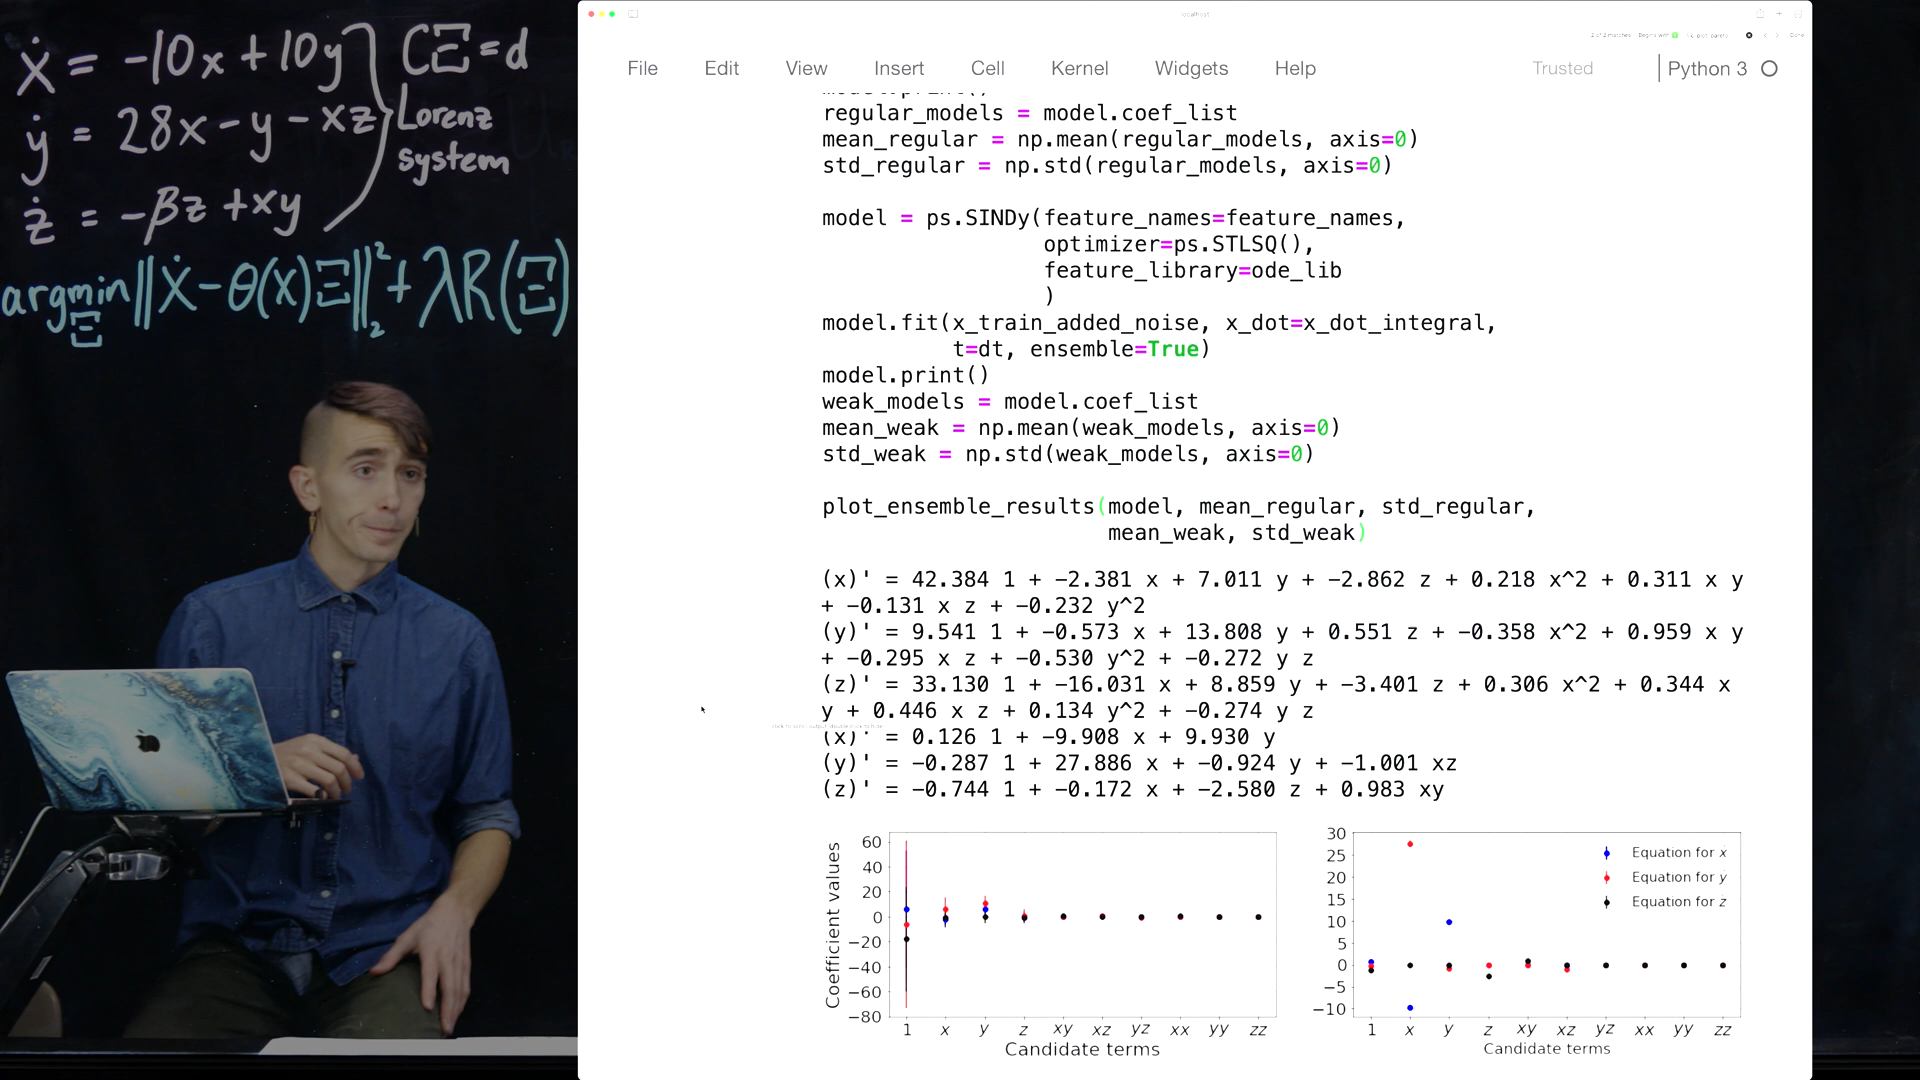 ẋ = -10x + 10y
ẏ = 28x - y - xz
ż = -βz + xy
CΞ = d
Lorenz
system
argmin ‖Ẋ - Θ(X)Ξ‖₂² + λR(Ξ)
Ξ
localhost
File Edit View Insert Cell Kernel Widgets Help Trusted Python 3
regular_models = model.coef_list
mean_regular = np.mean(regular_models, axis=0)
std_regular = np.std(regular_models, axis=0)
model = ps.SINDy(feature_names=feature_names,
optimizer=ps.STLSQ(),
feature_library=ode_lib
)
model.fit(x_train_added_noise, x_dot=x_dot_integral,
t=dt, ensemble=True)
model.print()
weak_models = model.coef_list
mean_weak = np.mean(weak_models, axis=0)
std_weak = np.std(weak_models, axis=0)
plot_ensemble_results(model, mean_regular, std_regular,
mean_weak, std_weak)
(x)' = 42.384 1 + -2.381 x + 7.011 y + -2.862 z + 0.218 x^2 + 0.311 x y
+ -0.131 x z + -0.232 y^2
(y)' = 9.541 1 + -0.573 x + 13.808 y + 0.551 z + -0.358 x^2 + 0.959 x y
+ -0.295 x z + -0.530 y^2 + -0.272 y z
(z)' = 33.130 1 + -16.031 x + 8.859 y + -3.401 z + 0.306 x^2 + 0.344 x
y + 0.446 x z + 0.134 y^2 + -0.274 y z
(x)' = 0.126 1 + -9.908 x + 9.930 y
(y)' = -0.287 1 + 27.886 x + -0.924 y + -1.001 xz
(z)' = -0.744 1 + -0.172 x + -2.580 z + 0.983 xy
Coefficient values
60
40
20
0
−20
−40
−60
−80
1 x y z xy xz yz xx yy zz
Candidate terms
30
25
20
15
10
5
0
−5
−10
Equation for ẋ
Equation for ẏ
Equation for ż
1 x y z xy xz yz xx yy zz
Candidate terms